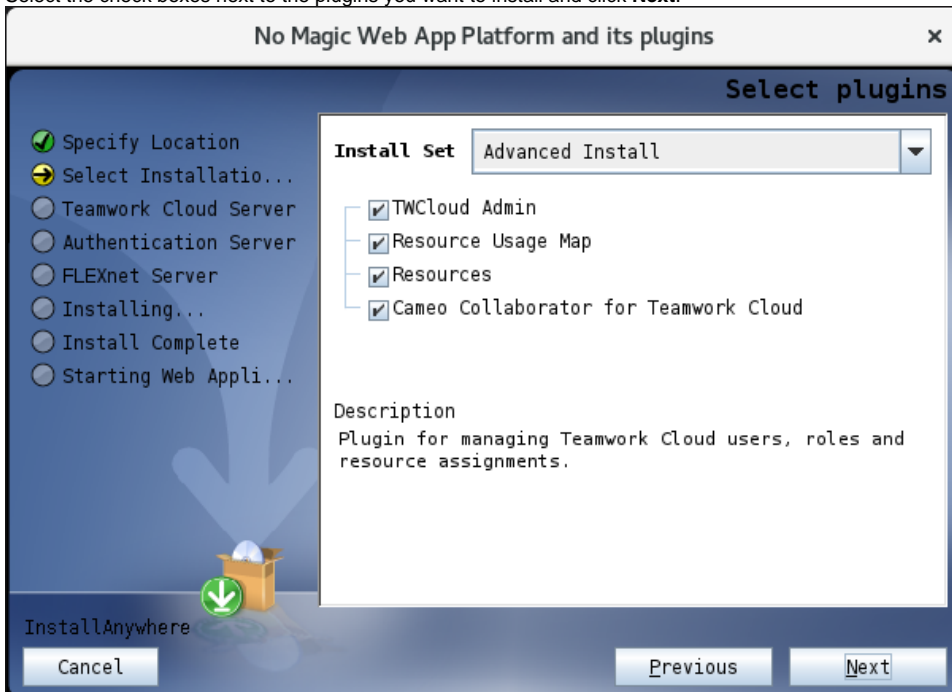 Select the check boxes next to the plugins you want to install and click Next.
No Magic Web App Platform and its plugins
Select plugins
Specify Location
Select Installatio...
Teamwork Cloud Server
Authentication Server
FLEXnet Server
Installing...
Install Complete
Starting Web Appli...
Install Set
Advanced Install
TWCloud Admin
Resource Usage Map
Resources
Cameo Collaborator for Teamwork Cloud
Description
Plugin for managing Teamwork Cloud users, roles and
resource assignments.
InstallAnywhere
Cancel
Previous
Next